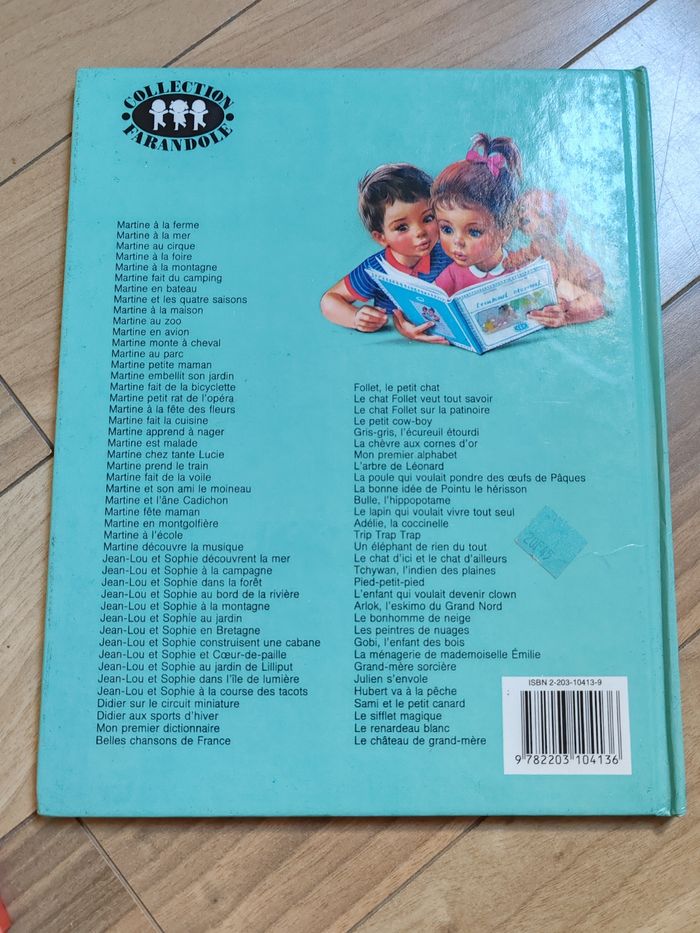 COLLECTION
FARANDOLE
Martine à la ferme
Martine à la mer
Martine au cirque
Martine à la foire
Martine à la montagne
Martine fait du camping
Martine en bateau
Martine et les quatre saisons
Martine à la maison
Martine au zoo
Martine en avion
Martine monte à cheval
Martine au parc
Martine petite maman
Martine embellit son jardin
Martine fait de la bicyclette
Martine petit rat de l'opéra
Martine à la fête des fleurs
Martine fait la cuisine
Martine apprend à nager
Martine est malade
Martine chez tante Lucie
Martine prend le train
Martine fait de la voile
Martine et son ami le moineau
Martine et l'âne Cadichon
Martine fête maman
Martine en montgolfière
Martine à l'école
Martine découvre la musique
Jean-Lou et Sophie découvrent la mer
Jean-Lou et Sophie à la campagne
Jean-Lou et Sophie dans la forêt
Jean-Lou et Sophie au bord de la rivière
Jean-Lou et Sophie à la montagne
Jean-Lou et Sophie au jardin
Jean-Lou et Sophie en Bretagne
Jean-Lou et Sophie construisent une cabane
Jean-Lou et Sophie et Cœur-de-paille
Jean-Lou et Sophie au jardin de Lilliput
Jean-Lou et Sophie dans l'île de lumière
Jean-Lou et Sophie à la course des tacots
Didier sur le circuit miniature
Didier aux sports d'hiver
Mon premier dictionnaire
Belles chansons de France
Follet, le petit chat
Le chat Follet veut tout savoir
Le chat Follet sur la patinoire
Le petit cow-boy
Gris-gris, l'écureuil étourdi
La chèvre aux cornes d'or
Mon premier alphabet
L'arbre de Léonard
La poule qui voulait pondre des œufs de Pâques
La bonne idée de Pointu le hérisson
Bulle, l'hippopotame
Le lapin qui voulait vivre tout seul
Adélie, la coccinelle
Trip Trap Trap
Un éléphant de rien du tout
Le chat d'ici et le chat d'ailleurs
Tchywan, l'indien des plaines
Pied-petit-pied
L'enfant qui voulait devenir clown
Arlok, l'eskimo du Grand Nord
Le bonhomme de neige
Les peintres de nuages
Gobi, l'enfant des bois
La ménagerie de mademoiselle Émilie
Grand-mère sorcière
Julien s'envole
Hubert va à la pêche
Sami et le petit canard
Le sifflet magique
Le renardeau blanc
Le château de grand-mère
ISBN 2-203-10413-9
9 782203 104136